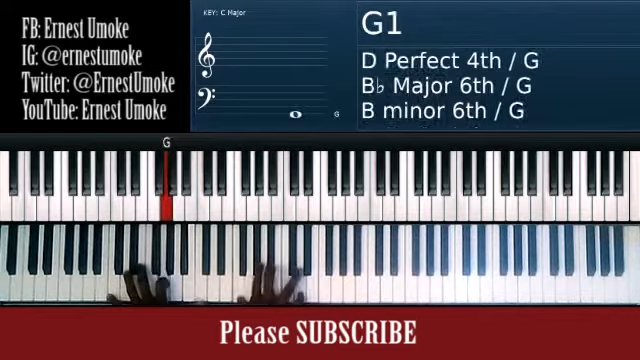 FB: Ernest Umoke
IG: @ernestumoke
Twitter: @ErnestUmoke
YouTube: Ernest Umoke
KEY: C Major
G
G1
D Perfect 4th / G
B♭ Major 6th / G
B minor 6th / G
G
Please SUBSCRIBE